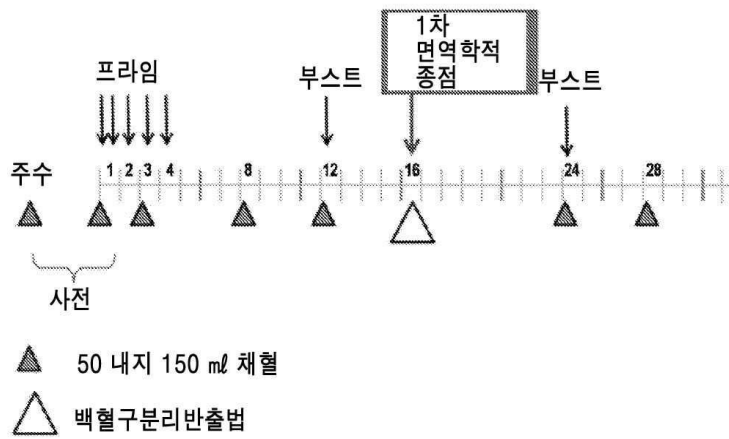 1차
면역학적
종점
프라임
부스트
부스트
주수
1 2 3 4 8 12 16 24 28
사전
50 내지 150 ㎖ 채혈
백혈구분리반출법